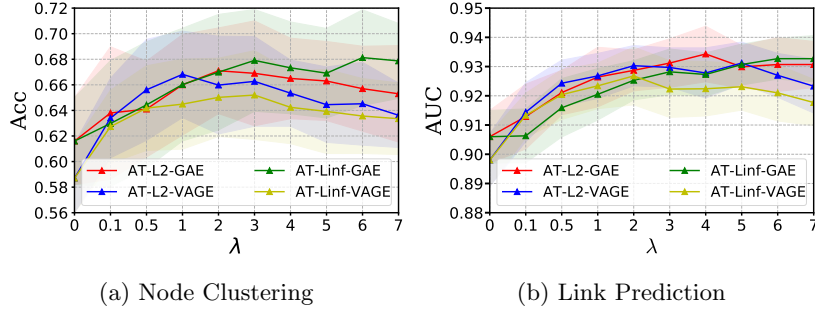 0.72
0.70
0.68
0.66
0.64
0.62
0.60
0.58
0.56
Acc
AT-L2-GAE
AT-L2-VAGE
AT-Linf-GAE
AT-Linf-VAGE
0 0.1 0.5 1 2 3 4 5 6 7
λ
(a) Node Clustering
0.95
0.94
0.93
0.92
0.91
0.90
0.89
0.88
AUC
AT-L2-GAE
AT-L2-VAGE
AT-Linf-GAE
AT-Linf-VAGE
0 0.1 0.5 1 2 3 4 5 6 7
λ
(b) Link Prediction